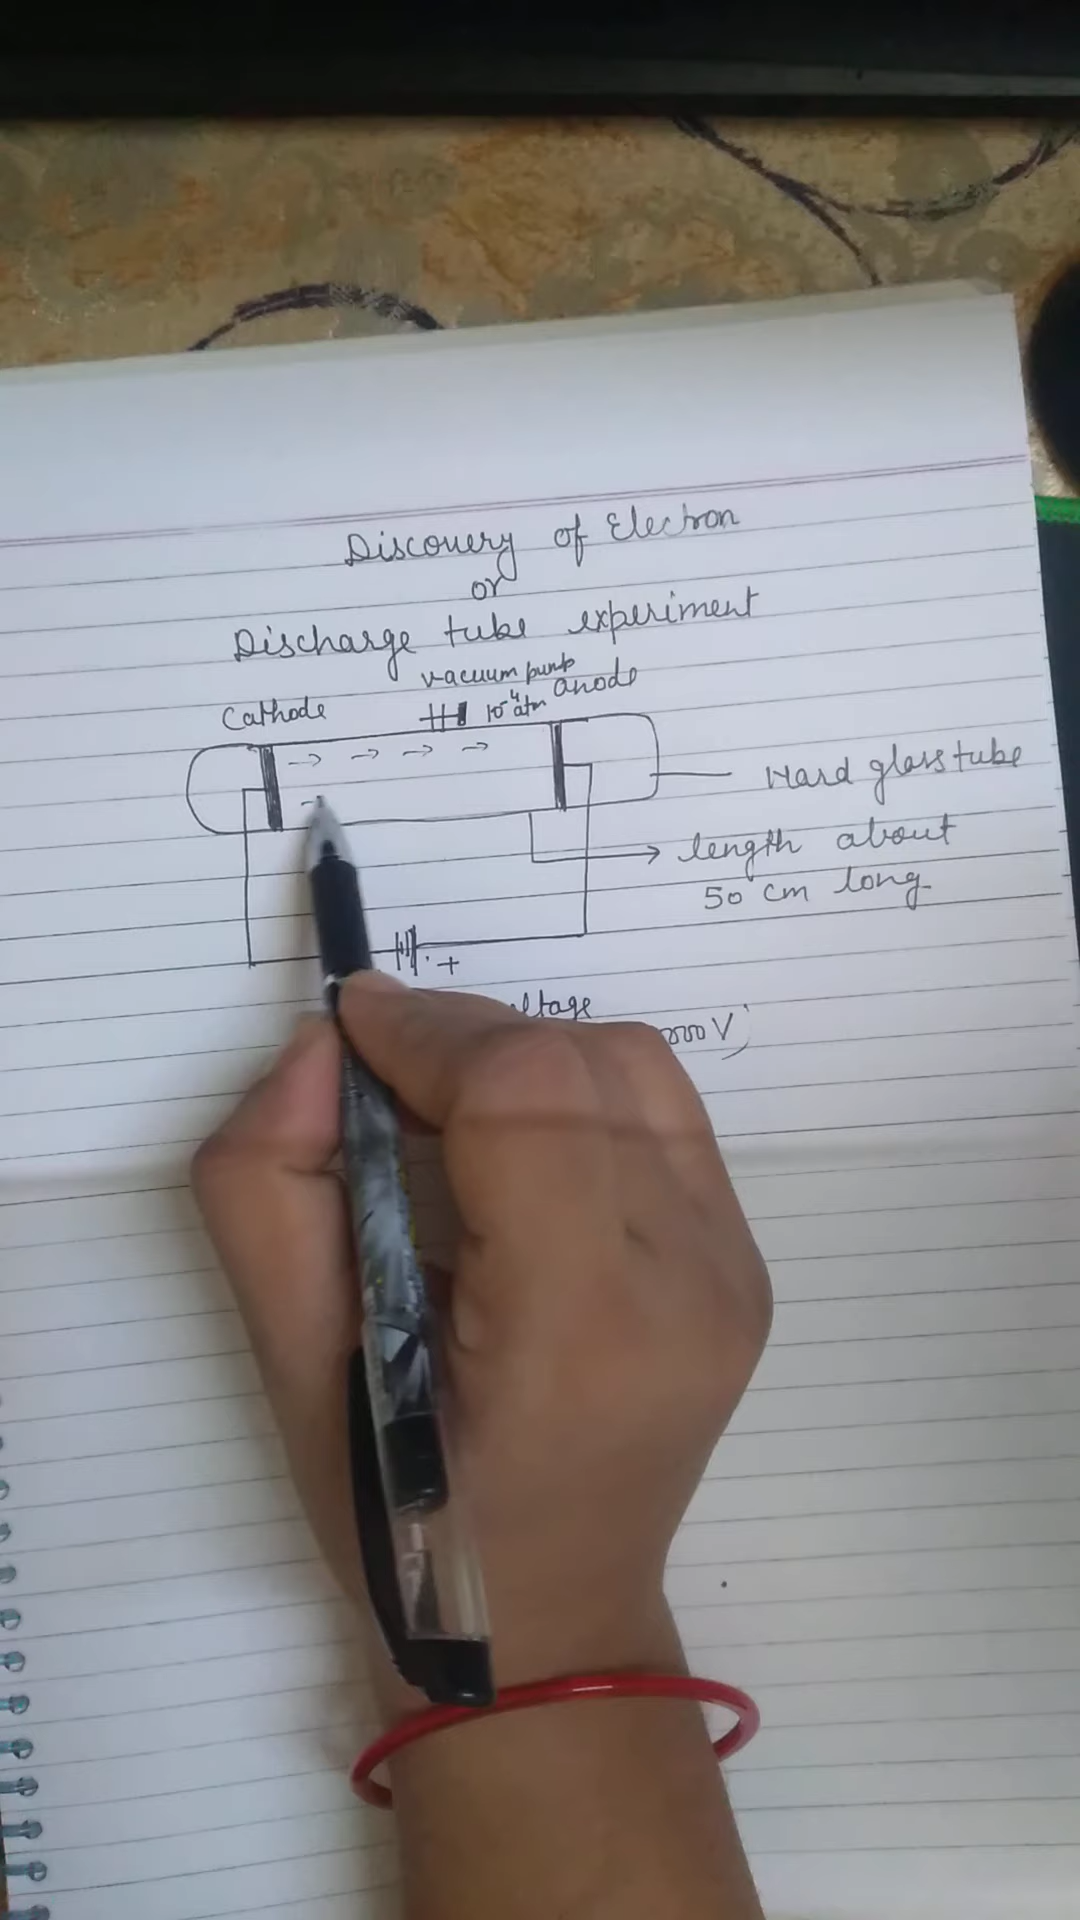 Discovery of Electron
or
Discharge tube experiment
vacuum pump
Cathode
10⁻⁴ atm
anode
Hard glass tube
length about
50 cm long
+